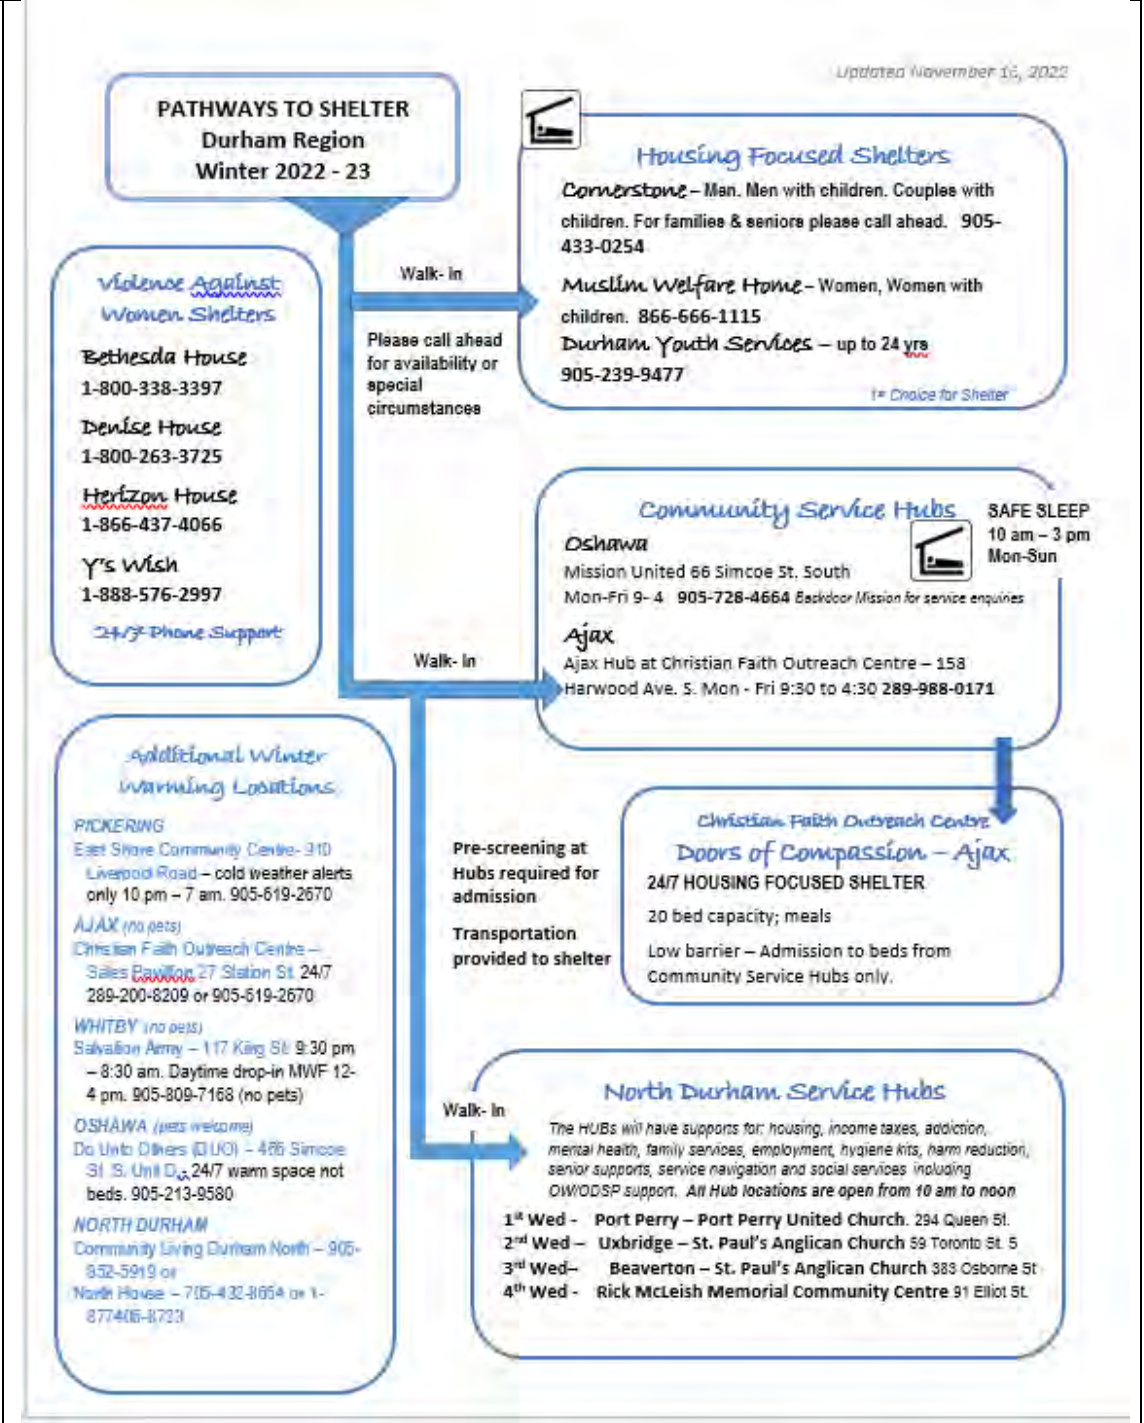 Updated November 16, 2022
PATHWAYS TO SHELTER
Durham Region
Winter 2022 - 23
Housing Focused Shelters
Cornerstone – Men. Men with children. Couples with
children. For families & seniors please call ahead. 905-
433-0254
Muslim Welfare Home – Women, Women with
children. 866-666-1115
Durham Youth Services – up to 24 yrs
905-239-9477
1st Choice for Shelter
Walk- in
Please call ahead
for availability or
special
circumstances
Violence Against
Women Shelters
Bethesda House
1-800-338-3397
Denise House
1-800-263-3725
Herizon House
1-866-437-4066
Y's Wish
1-888-576-2997
24/7 Phone Support
Community Service Hubs
SAFE SLEEP
10 am – 3 pm
Mon-Sun
Oshawa
Mission United 66 Simcoe St. South
Mon-Fri 9- 4 905-728-4664 Backdoor Mission for service enquiries
Ajax
Ajax Hub at Christian Faith Outreach Centre – 158
Harwood Ave. S. Mon - Fri 9:30 to 4:30 289-988-0171
Walk- In
Additional Winter
Warming Locations
PICKERING
East Shore Community Centre- 910
Liverpool Road – cold weather alerts
only 10 pm – 7 am. 905-619-2670
AJAX (no pets)
Christian Faith Outreach Centre –
Sales Pavillion 27 Station St. 24/7
289-200-8209 or 905-619-2670
WHITBY (no pets)
Salvation Army – 117 King St. 9:30 pm
– 8:30 am. Daytime drop-in MWF 12-
4 pm. 905-809-7168 (no pets)
OSHAWA (pets welcome)
Do Unto Others (DUO) – 466 Simcoe
St. S. Unit D.; 24/7 warm space not
beds. 905-213-9580
NORTH DURHAM
Community Living Durham North – 905-
852-5919 or
North House – 705-432-8654 or 1-
877406-8723
Pre-screening at
Hubs required for
admission
Transportation
provided to shelter
Christian Faith Outreach Centre
Doors of Compassion – Ajax
24/7 HOUSING FOCUSED SHELTER
20 bed capacity; meals
Low barrier – Admission to beds from
Community Service Hubs only.
Walk- In
North Durham Service Hubs
The HUBs will have supports for: housing, income taxes, addiction,
mental health, family services, employment, hygiene kits, harm reduction,
senior supports, service navigation and social services including
OW/ODSP support. All Hub locations are open from 10 am to noon
1st Wed - Port Perry – Port Perry United Church. 294 Queen St.
2nd Wed – Uxbridge – St. Paul's Anglican Church 59 Toronto St. S
3rd Wed– Beaverton – St. Paul's Anglican Church 383 Osborne St
4th Wed - Rick McLeish Memorial Community Centre 91 Elliot St.